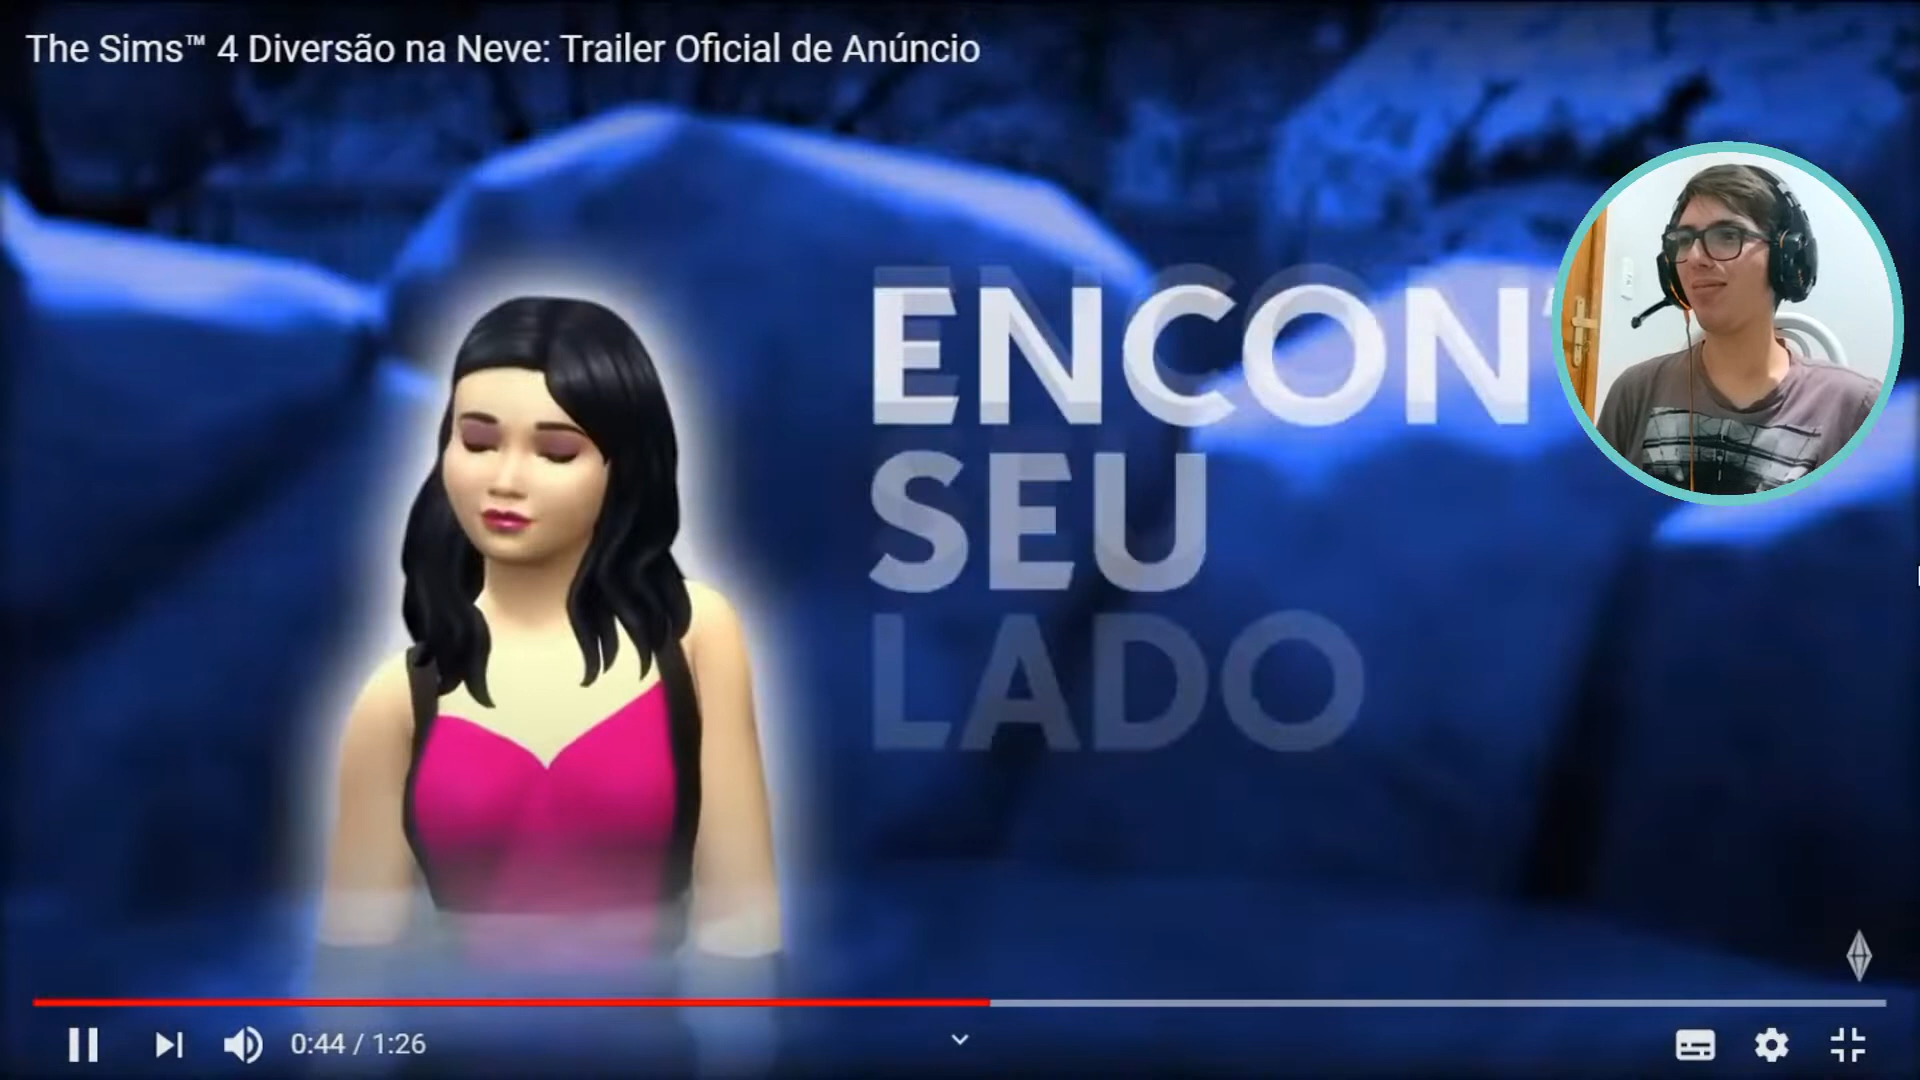 The Sims™ 4 Diversão na Neve: Trailer Oficial de Anúncio
ENCON
SEU
LADO
0:44 / 1:26